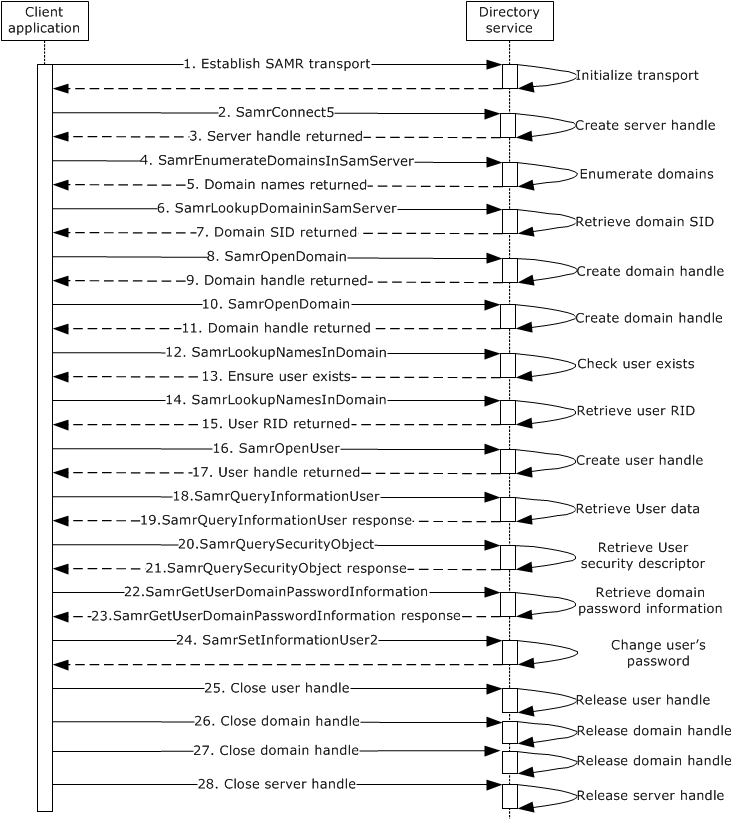 Client
application
Directory
service
1. Establish SAMR transport
Initialize transport
2. SamrConnect5
Create server handle
3. Server handle returned
4. SamrEnumerateDomainsInSamServer
Enumerate domains
5. Domain names returned
6. SamrLookupDomaininSamServer
Retrieve domain SID
7. Domain SID returned
8. SamrOpenDomain
Create domain handle
9. Domain handle returned
10. SamrOpenDomain
Create domain handle
11. Domain handle returned
12. SamrLookupNamesInDomain
Check user exists
13. Ensure user exists
14. SamrLookupNamesInDomain
Retrieve user RID
15. User RID returned
16. SamrOpenUser
Create user handle
17. User handle returned
18.SamrQueryInformationUser
Retrieve User data
19.SamrQueryInformationUser response
20.SamrQuerySecurityObject
Retrieve User
security descriptor
21.SamrQuerySecurityObject response
22.SamrGetUserDomainPasswordInformation
Retrieve domain
password information
23.SamrGetUserDomainPasswordInformation response
24. SamrSetInformationUser2
Change user's
password
25. Close user handle
Release user handle
26. Close domain handle
Release domain handle
27. Close domain handle
Release domain handle
28. Close server handle
Release server handle